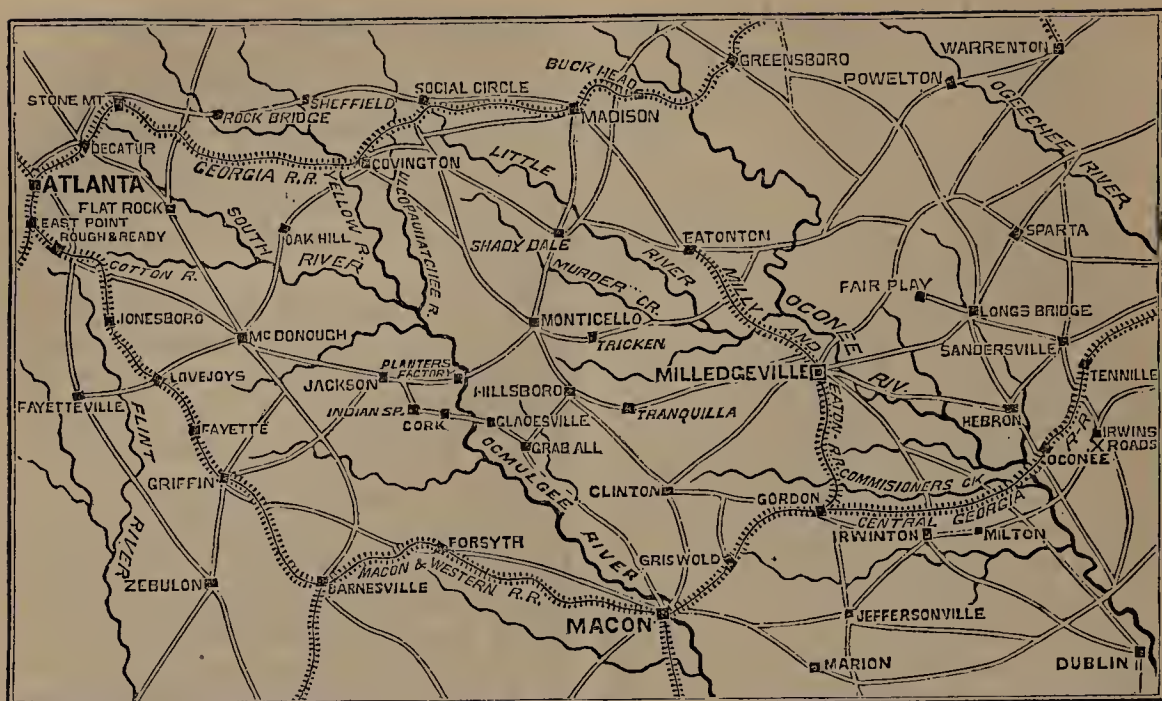 WARRENTON
GREENSBORO
BUCK HEAD
POWELTON
SOCIAL CIRCLE
STONE MT.
SHEFFIELD
ROCK BRIDGE
MADISON
OGEECHEE RIVER
DECATUR
COVINGTON
GEORGIA R.R.
LITTLE RIVER
ATLANTA
YELLOW R.
FLAT ROCK
EAST POINT
ROUGH & READY
SOUTH RIVER
OAK HILL
SHADY DALE
EATONTON
SPARTA
COTTON R.
MURDER CR.
MILLY AND EATON. R.R.
OCONEE RIV.
FAIR PLAY
JONESBORO
MONTICELLO
LONGS BRIDGE
MCDONOUGH
TRICKEN
SANDERSVILLE
PLANTERS FACTORY
LOVEJOYS
JACKSON
HILLSBORO
MILLEDGEVILLE
TENNILLE
FAYETTEVILLE
FLINT RIVER
INDIAN SP.
TRANQUILLA
HEBRON
CORK
CLADESVILLE
FAYETTE
IRWINS X ROADS
GRAB ALL
OCONEE
OCMULGEE RIVER
GRIFFIN
CLINTON
COMMISIONERS CK.
GORDON
CENTRAL GEORGIA R.R.
IRWINTON
MILTON
FORSYTH
GRISWOLD
ZEBULON
BARNESVILLE
MACON & WESTERN R.R.
MACON
JEFFERSONVILLE
MARION
DUBLIN